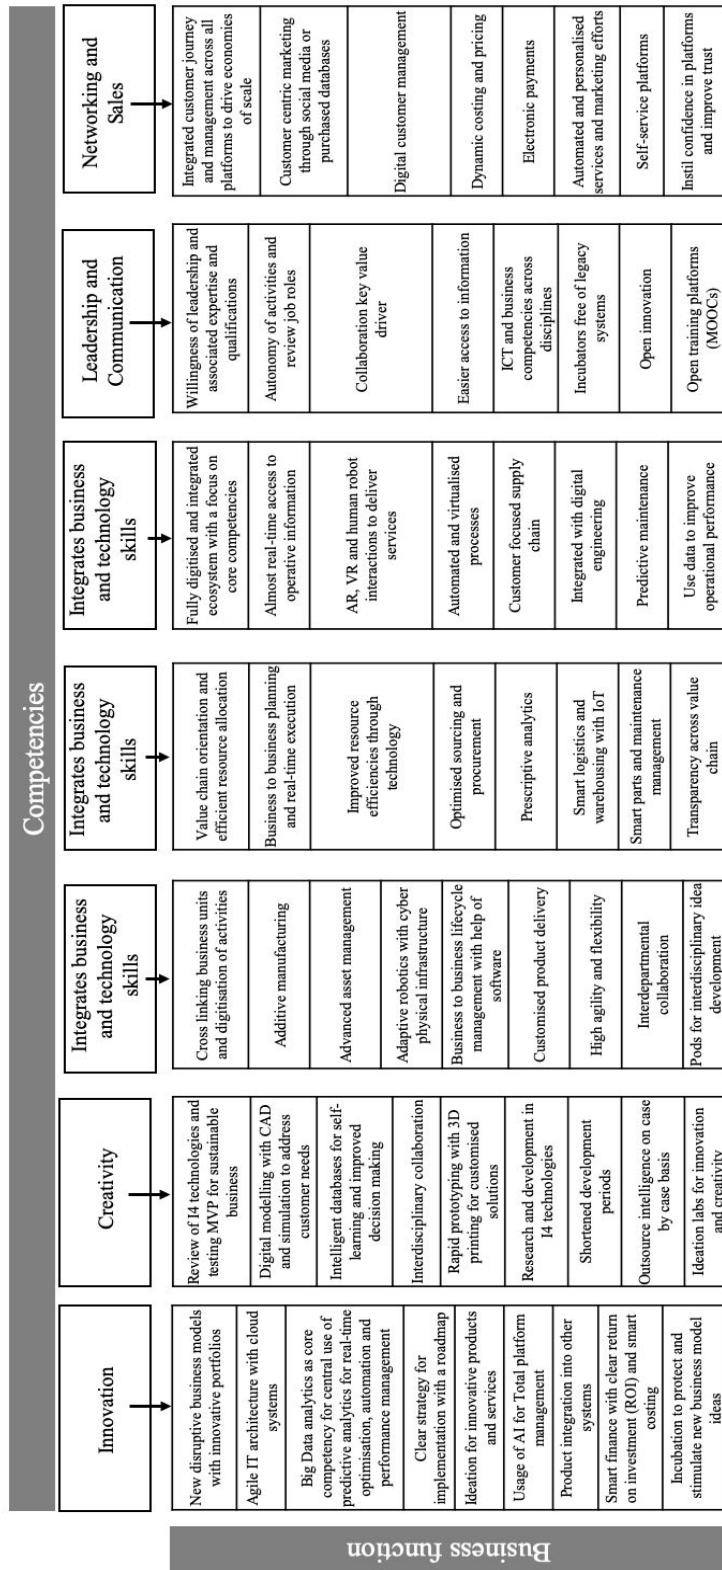 Competencies
Business function
Innovation
New disruptive business models
with innovative portfolios
Agile IT architecture with cloud
systems
Big Data analytics as core
competency for central use of
predictive analytics for real-time
optimisation, automation and
performance management
Clear strategy for
implementation with a roadmap
Ideation for innovative products
and services
Usage of AI for Total platform
management
Product integration into other
systems
Smart finance with clear return
on investment (ROI) and smart
costing
Incubation to protect and
stimulate new business model
ideas
Creativity
Review of I4 technologies and
testing MVP for sustainable
business
Digital modelling with CAD
and simulation to address
customer needs
Intelligent databases for self-
learning and improved
decision making
Interdisciplinary collaboration
Rapid prototyping with 3D
printing for customised
solutions
Research and development in
I4 technologies
Shortened development
periods
Outsource intelligence on case
by case basis
Ideation labs for innovation
and creativity
Integrates business
and technology
skills
Cross linking business units
and digitisation of activities
Additive manufacturing
Advanced asset management
Adaptive robotics with cyber
physical infrastructure
Business to business lifecycle
management with help of
software
Customised product delivery
High agility and flexibility
Interdepartmental
collaboration
Pods for interdisciplinary idea
development
Integrates business
and technology
skills
Value chain orientation and
efficient resource allocation
Business to business planning
and real-time execution
Improved resource
efficiencies through
technology
Optimised sourcing and
procurement
Prescriptive analytics
Smart logistics and
warehousing with IoT
Smart parts and maintenance
management
Transparency across value
chain
Integrates business
and technology
skills
Fully digitised and integrated
ecosystem with a focus on
core competencies
Almost real-time access to
operative information
AR, VR and human robot
interactions to deliver
services
Automated and virtualised
processes
Customer focused supply
chain
Integrated with digital
engineering
Predictive maintenance
Use data to improve
operational performance
Leadership and
Communication
Willingness of leadership and
associated expertise and
qualifications
Autonomy of activities and
review job roles
Collaboration key value
driver
Easier access to information
ICT and business
competencies across
disciplines
Incubators free of legacy
systems
Open innovation
Open training platforms
(MOOCs)
Networking and
Sales
Integrated customer journey
and management across all
platforms to drive economies
of scale
Customer centric marketing
through social media or
purchased databases
Digital customer management
Dynamic costing and pricing
Electronic payments
Automated and personalised
services and marketing efforts
Self-service platforms
Instil confidence in platforms
and improve trust